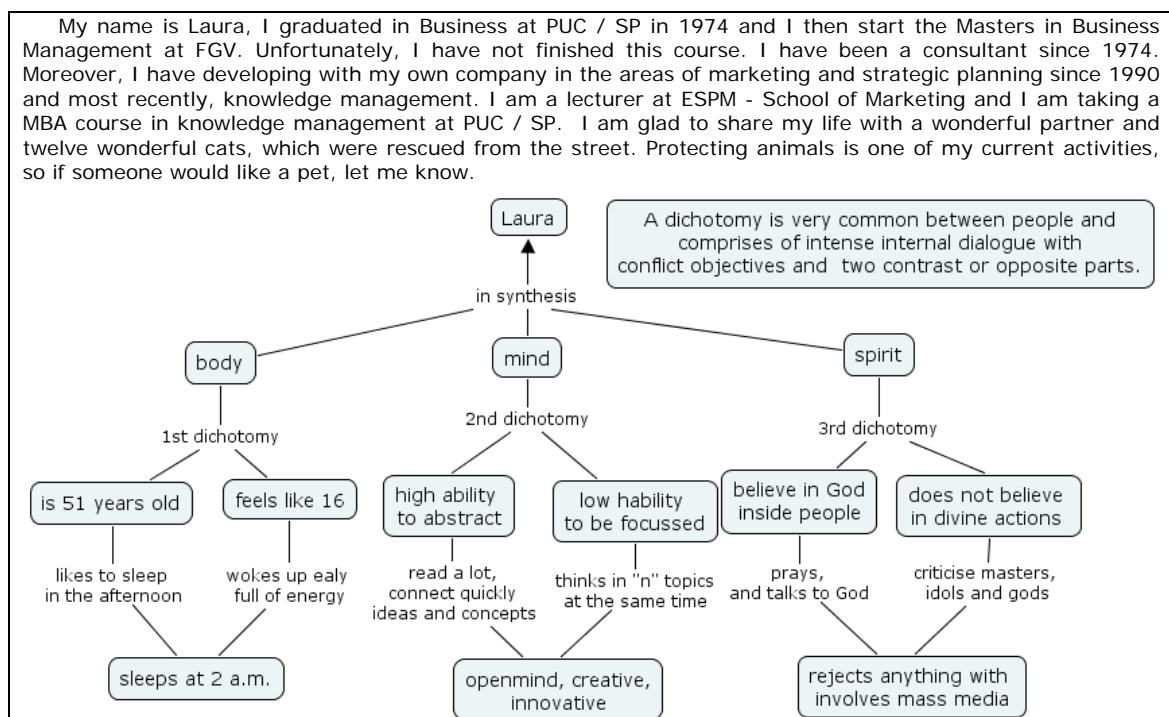 My name is Laura, I graduated in Business at PUC / SP in 1974 and I then start the Masters in Business
Management at FGV. Unfortunately, I have not finished this course. I have been a consultant since 1974.
Moreover, I have developing with my own company in the areas of marketing and strategic planning since 1990
and most recently, knowledge management. I am a lecturer at ESPM - School of Marketing and I am taking a
MBA course in knowledge management at PUC / SP. I am glad to share my life with a wonderful partner and
twelve wonderful cats, which were rescued from the street. Protecting animals is one of my current activities,
so if someone would like a pet, let me know.
Laura
A dichotomy is very common between people and
comprises of intense internal dialogue with
conflict objectives and two contrast or opposite parts.
in synthesis
body
mind
spirit
1st dichotomy
2nd dichotomy
3rd dichotomy
is 51 years old
feels like 16
high ability
to abstract
low hability
to be focussed
believe in God
inside people
does not believe
in divine actions
likes to sleep
in the afternoon
wokes up ealy
full of energy
read a lot,
connect quickly
ideas and concepts
thinks in "n" topics
at the same time
prays,
and talks to God
criticise masters,
idols and gods
sleeps at 2 a.m.
openmind, creative,
innovative
rejects anything with
involves mass media